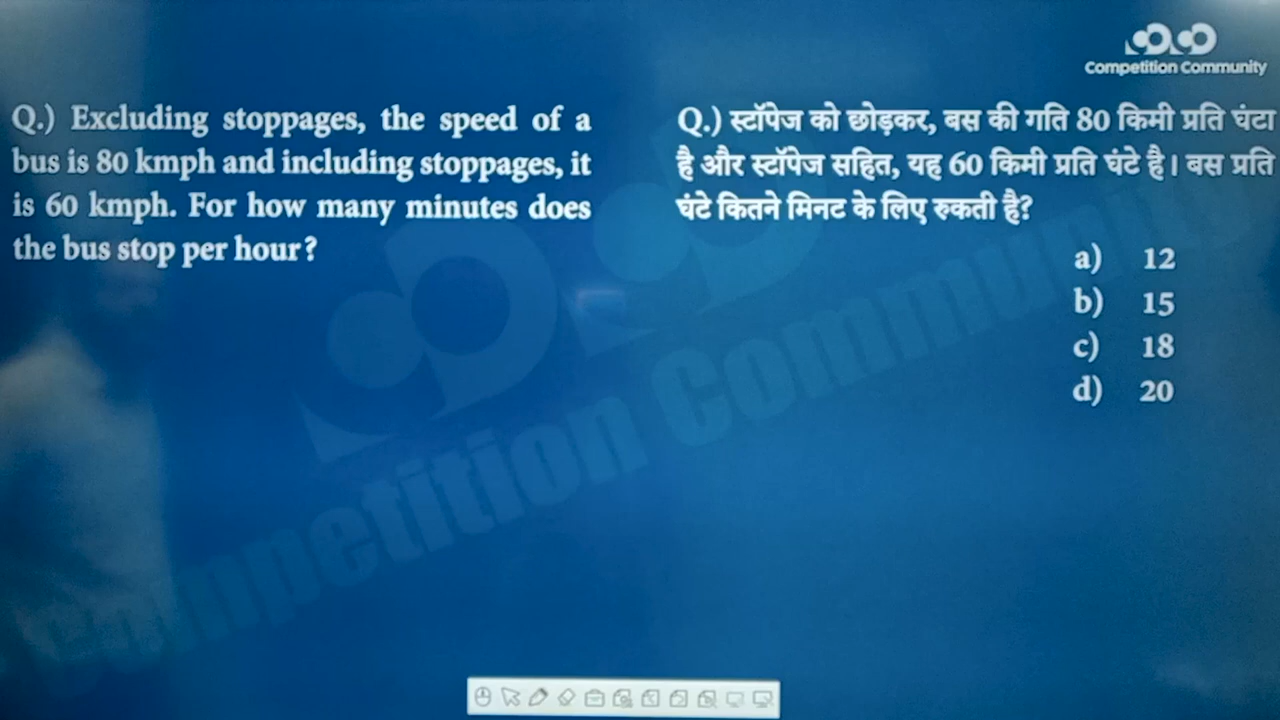 Competition Community
Q.) Excluding stoppages, the speed of a
bus is 80 kmph and including stoppages, it
is 60 kmph. For how many minutes does
the bus stop per hour?
Q.) स्टॉपेज को छोड़कर, बस की गति 80 किमी प्रति घंटा
है और स्टॉपेज सहित, यह 60 किमी प्रति घंटे है। बस प्रति
घंटे कितने मिनट के लिए रुकती है?
a) 12
b) 15
c) 18
d) 20
Competition Community